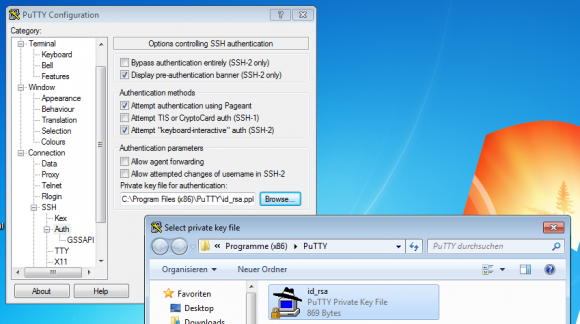 PuTTY Configuration
Category:
Terminal
Keyboard
Bell
Features
Window
Appearance
Behaviour
Translation
Selection
Colours
Connection
Data
Proxy
Telnet
Rlogin
SSH
Kex
Auth
GSSAPI
TTY
X11
About
Help
Options controlling SSH authentication
Bypass authentication entirely (SSH-2 only)
Display pre-authentication banner (SSH-2 only)
Authentication methods
Attempt authentication using Pageant
Attempt TIS or CryptoCard auth (SSH-1)
Attempt "keyboard-interactive" auth (SSH-2)
Authentication parameters
Allow agent forwarding
Allow attempted changes of username in SSH-2
Private key file for authentication:
C:\Program Files (x86)\PuTTY\id_rsa.ppl
Browse...
Select private key file
« Programme (x86) ▸ PuTTY
PuTTY durchsuchen
Organisieren
Neuer Ordner
Favoriten
Desktop
Downloads
id_rsa
PuTTY Private Key File
869 Bytes